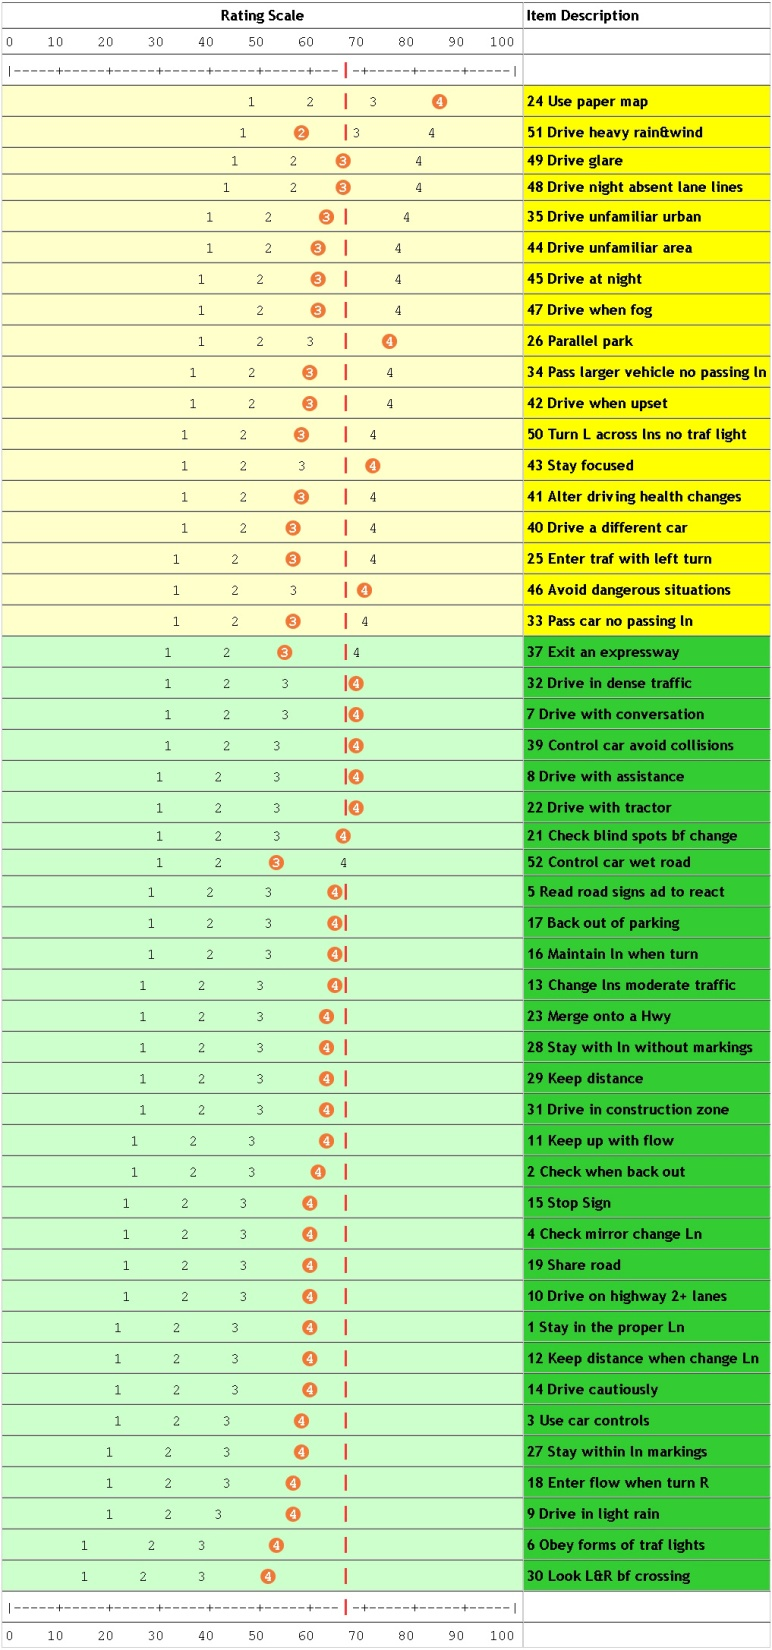 Rating Scale Item Description
0 10 20 30 40 50 60 70 80 90 100
|-----+-----+-----+-----+-----+-----+-----|--+-----+-----+-----|
1 2 | 3 4 24 Use paper map
1 2 | 3 4 51 Drive heavy rain&wind
1 2 3 4 49 Drive glare
1 2 3 4 48 Drive night absent lane lines
1 2 3 | 4 35 Drive unfamiliar urban
1 2 3 | 4 44 Drive unfamiliar area
1 2 3 | 4 45 Drive at night
1 2 3 | 4 47 Drive when fog
1 2 3 | 4 26 Parallel park
1 2 3 | 4 34 Pass larger vehicle no passing ln
1 2 3 | 4 42 Drive when upset
1 2 3 | 4 50 Turn L across lns no traf light
1 2 3 | 4 43 Stay focused
1 2 3 | 4 41 Alter driving health changes
1 2 3 | 4 40 Drive a different car
1 2 3 | 4 25 Enter traf with left turn
1 2 3 | 4 46 Avoid dangerous situations
1 2 3 | 4 33 Pass car no passing ln
1 2 3 | 4 37 Exit an expressway
1 2 3 | 4 32 Drive in dense traffic
1 2 3 | 4 7 Drive with conversation
1 2 3 | 4 39 Control car avoid collisions
1 2 3 | 4 8 Drive with assistance
1 2 3 | 4 22 Drive with tractor
1 2 3 4 21 Check blind spots bf change
1 2 3 4 52 Control car wet road
1 2 3 4 | 5 Read road signs ad to react
1 2 3 4 | 17 Back out of parking
1 2 3 4 | 16 Maintain ln when turn
1 2 3 4 | 13 Change lns moderate traffic
1 2 3 4 | 23 Merge onto a Hwy
1 2 3 4 | 28 Stay with ln without markings
1 2 3 4 | 29 Keep distance
1 2 3 4 | 31 Drive in construction zone
1 2 3 4 | 11 Keep up with flow
1 2 3 4 | 2 Check when back out
1 2 3 4 | 15 Stop Sign
1 2 3 4 | 4 Check mirror change Ln
1 2 3 4 | 19 Share road
1 2 3 4 | 10 Drive on highway 2+ lanes
1 2 3 4 | 1 Stay in the proper Ln
1 2 3 4 | 12 Keep distance when change Ln
1 2 3 4 | 14 Drive cautiously
1 2 3 4 | 3 Use car controls
1 2 3 4 | 27 Stay within ln markings
1 2 3 4 | 18 Enter flow when turn R
1 2 3 4 | 9 Drive in light rain
1 2 3 4 | 6 Obey forms of traf lights
1 2 3 4 | 30 Look L&R bf crossing
|-----+-----+-----+-----+-----+-----+-----|--+-----+-----+-----|
0 10 20 30 40 50 60 70 80 90 100